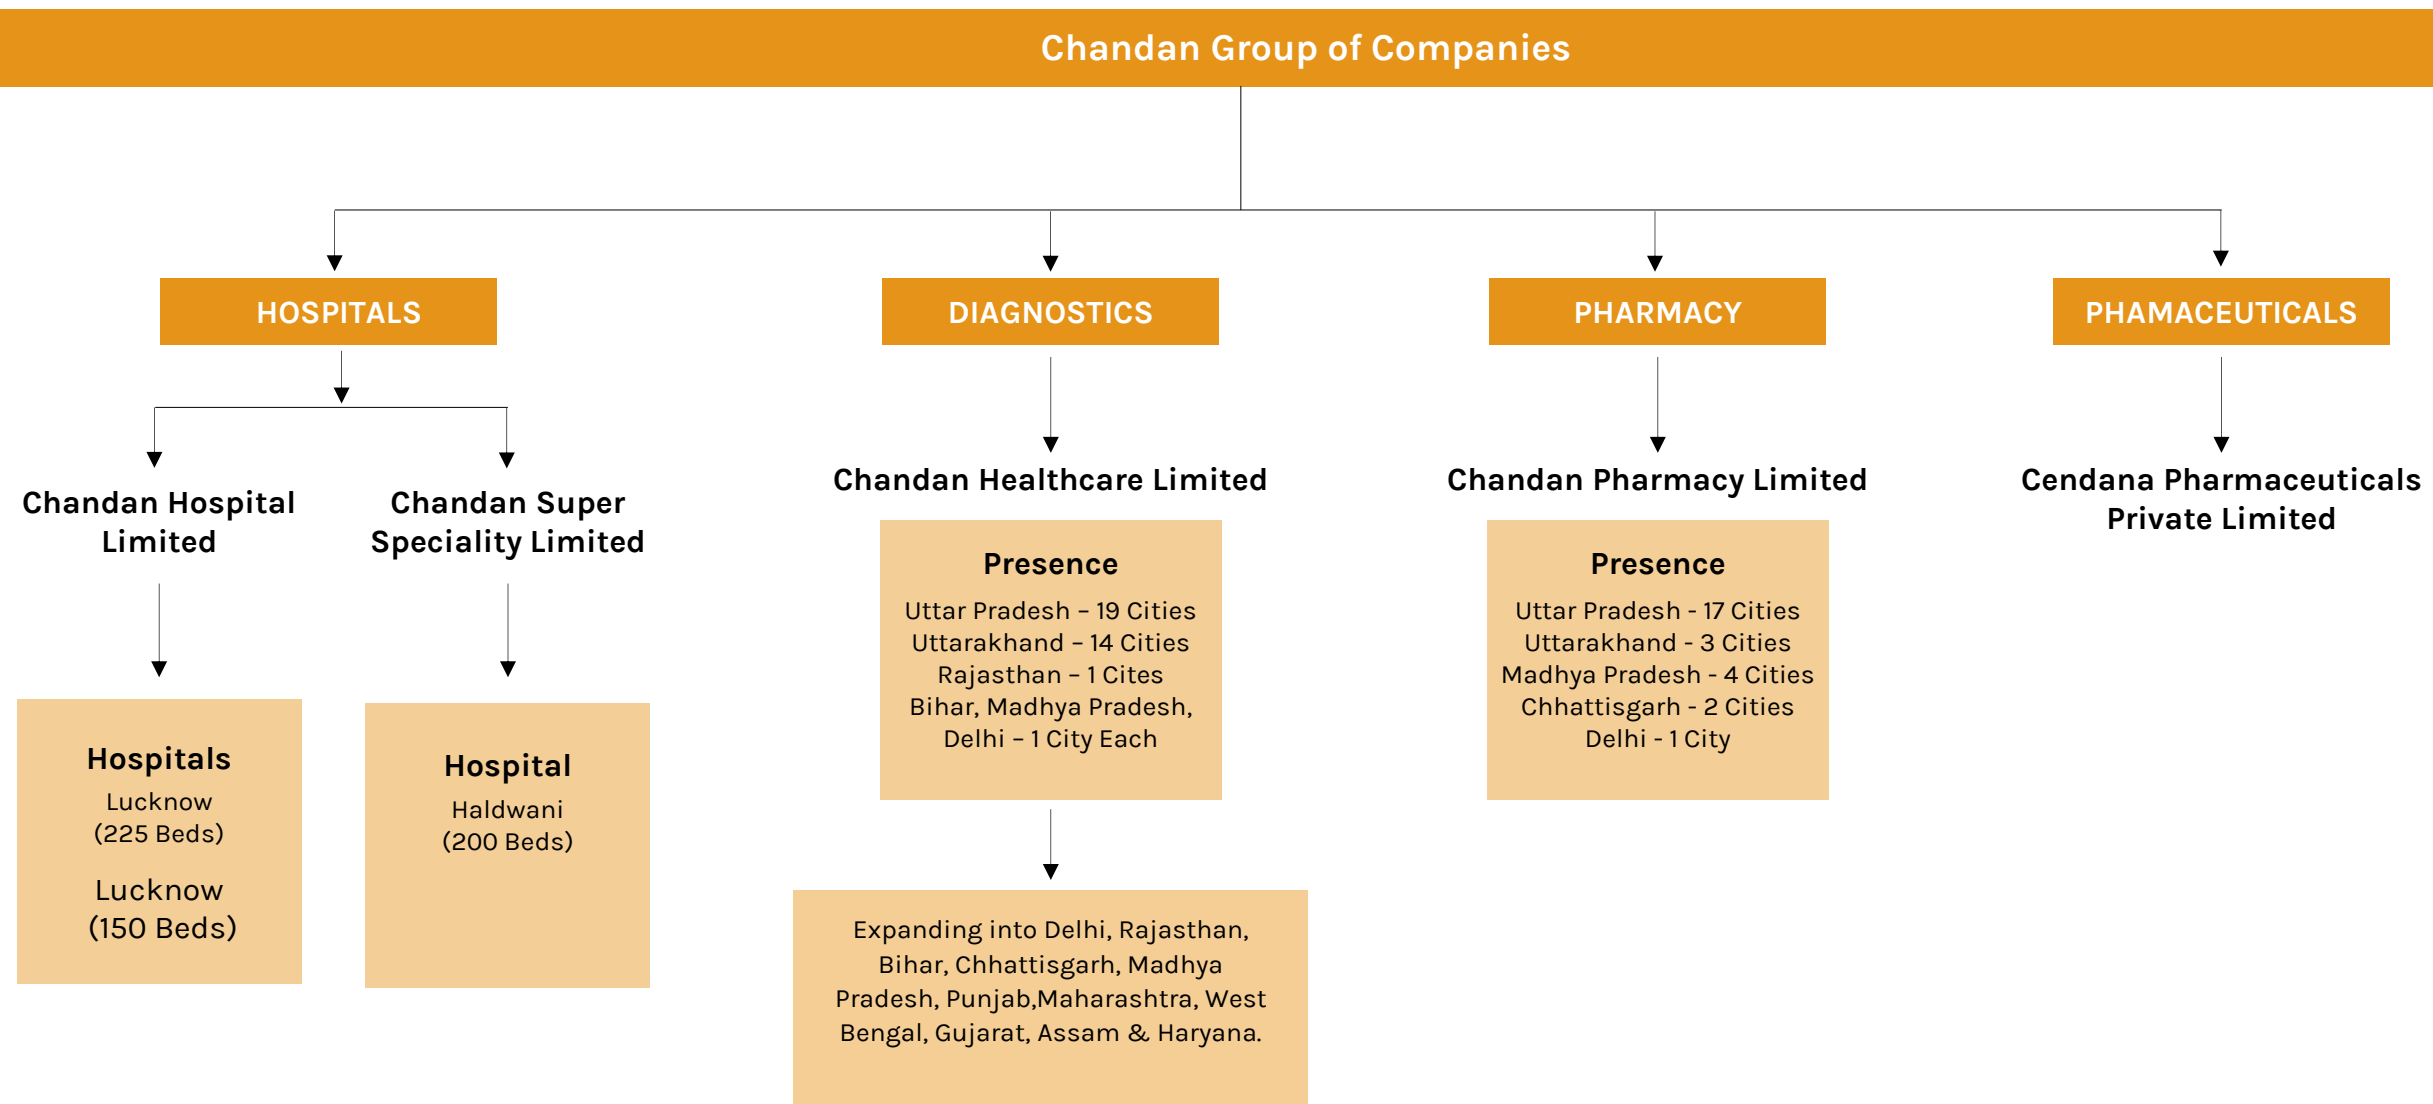 Chandan Group of Companies
HOSPITALS
DIAGNOSTICS
PHARMACY
PHAMACEUTICALS
Chandan Hospital
Limited
Chandan Super
Speciality Limited
Chandan Healthcare Limited
Chandan Pharmacy Limited
Cendana Pharmaceuticals
Private Limited
Hospitals
Lucknow
(225 Beds)
Lucknow
(150 Beds)
Hospital
Haldwani
(200 Beds)
Presence
Uttar Pradesh – 19 Cities
Uttarakhand – 14 Cities
Rajasthan – 1 Cites
Bihar, Madhya Pradesh,
Delhi – 1 City Each
Expanding into Delhi, Rajasthan,
Bihar, Chhattisgarh, Madhya
Pradesh, Punjab,Maharashtra, West
Bengal, Gujarat, Assam & Haryana.
Presence
Uttar Pradesh - 17 Cities
Uttarakhand - 3 Cities
Madhya Pradesh - 4 Cities
Chhattisgarh - 2 Cities
Delhi - 1 City